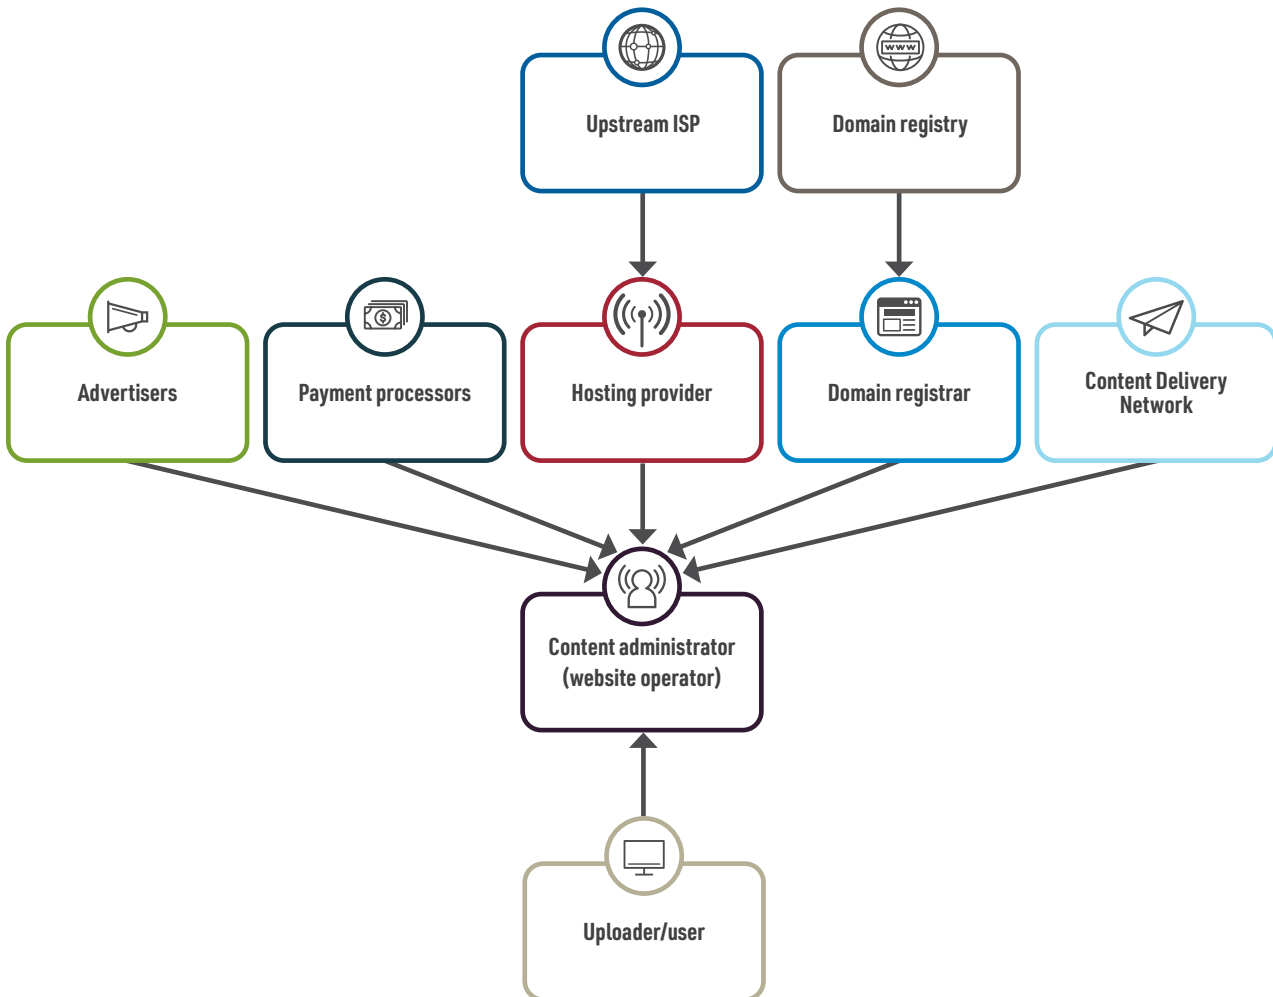 WWW
Upstream ISP
Domain registry
$
Advertisers
Payment processors
Hosting provider
Domain registrar
Content Delivery
Network
Content administrator
(website operator)
Uploader/user